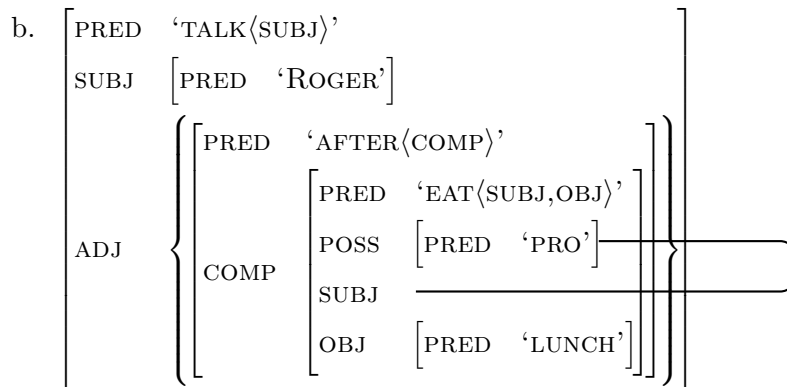 b. PRED ‘TALK⟨SUBJ⟩’
SUBJ [PRED ‘ROGER’]
PRED ‘AFTER⟨COMP⟩’
PRED ‘EAT⟨SUBJ,OBJ⟩’
ADJ POSS [PRED ‘PRO’]
COMP
SUBJ
OBJ [PRED ‘LUNCH’]